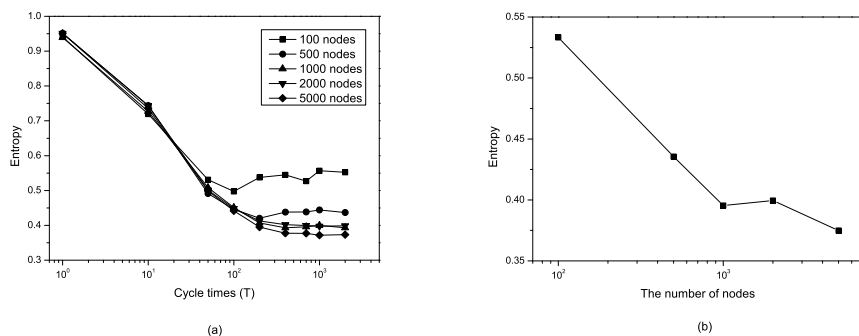 1.0
0.9
0.8
0.7
0.6
0.5
0.4
0.3
Entropy
100 nodes
500 nodes
1000 nodes
2000 nodes
5000 nodes
10⁰
10¹
10²
10³
Cycle times (T)
(a)
0.55
0.50
0.45
0.40
0.35
Entropy
10²
10³
The number of nodes
(b)